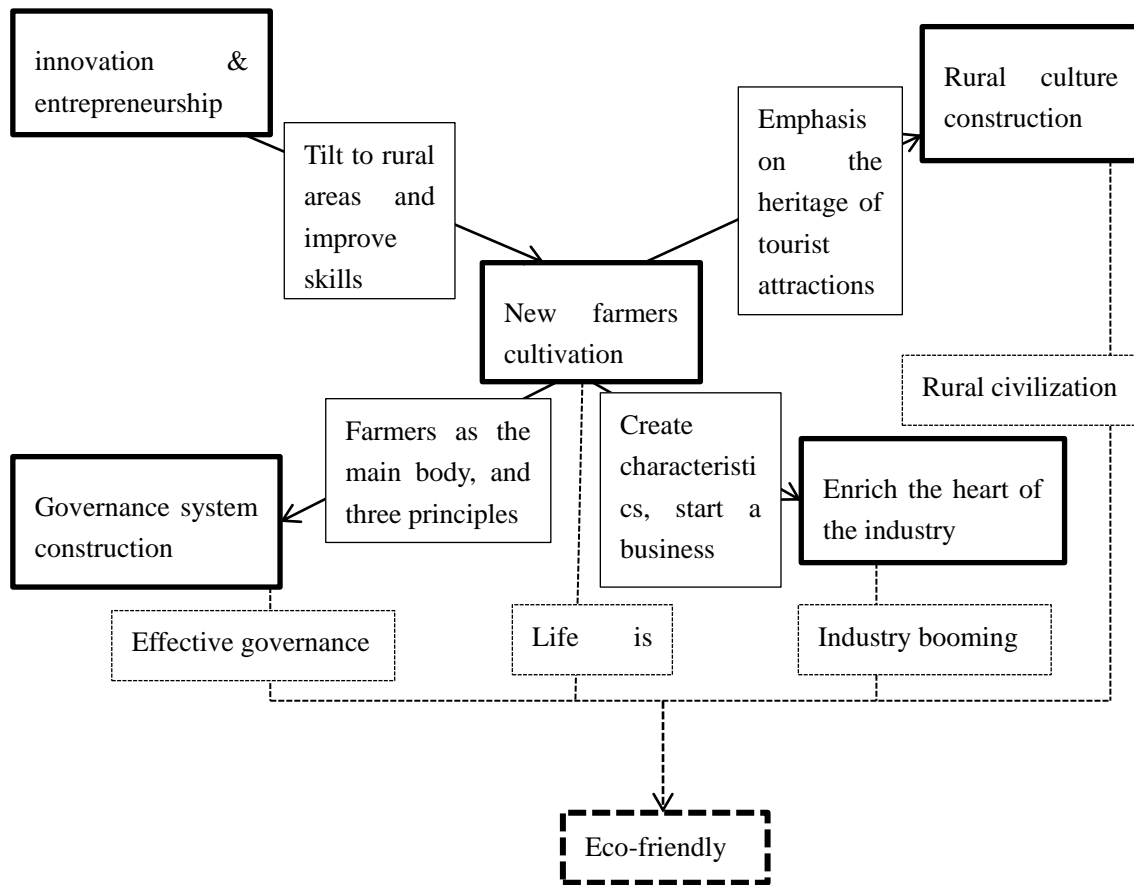 innovation &
entrepreneurship
Rural culture
construction
Tilt to rural
areas and
improve
skills
Emphasis
on the
heritage of
tourist
attractions
New farmers
cultivation
Rural civilization
Farmers as the
main body, and
three principles
Create
characteristi
cs, start a
business
Governance system
construction
Enrich the heart of
the industry
Effective governance
Life is
Industry booming
Eco-friendly